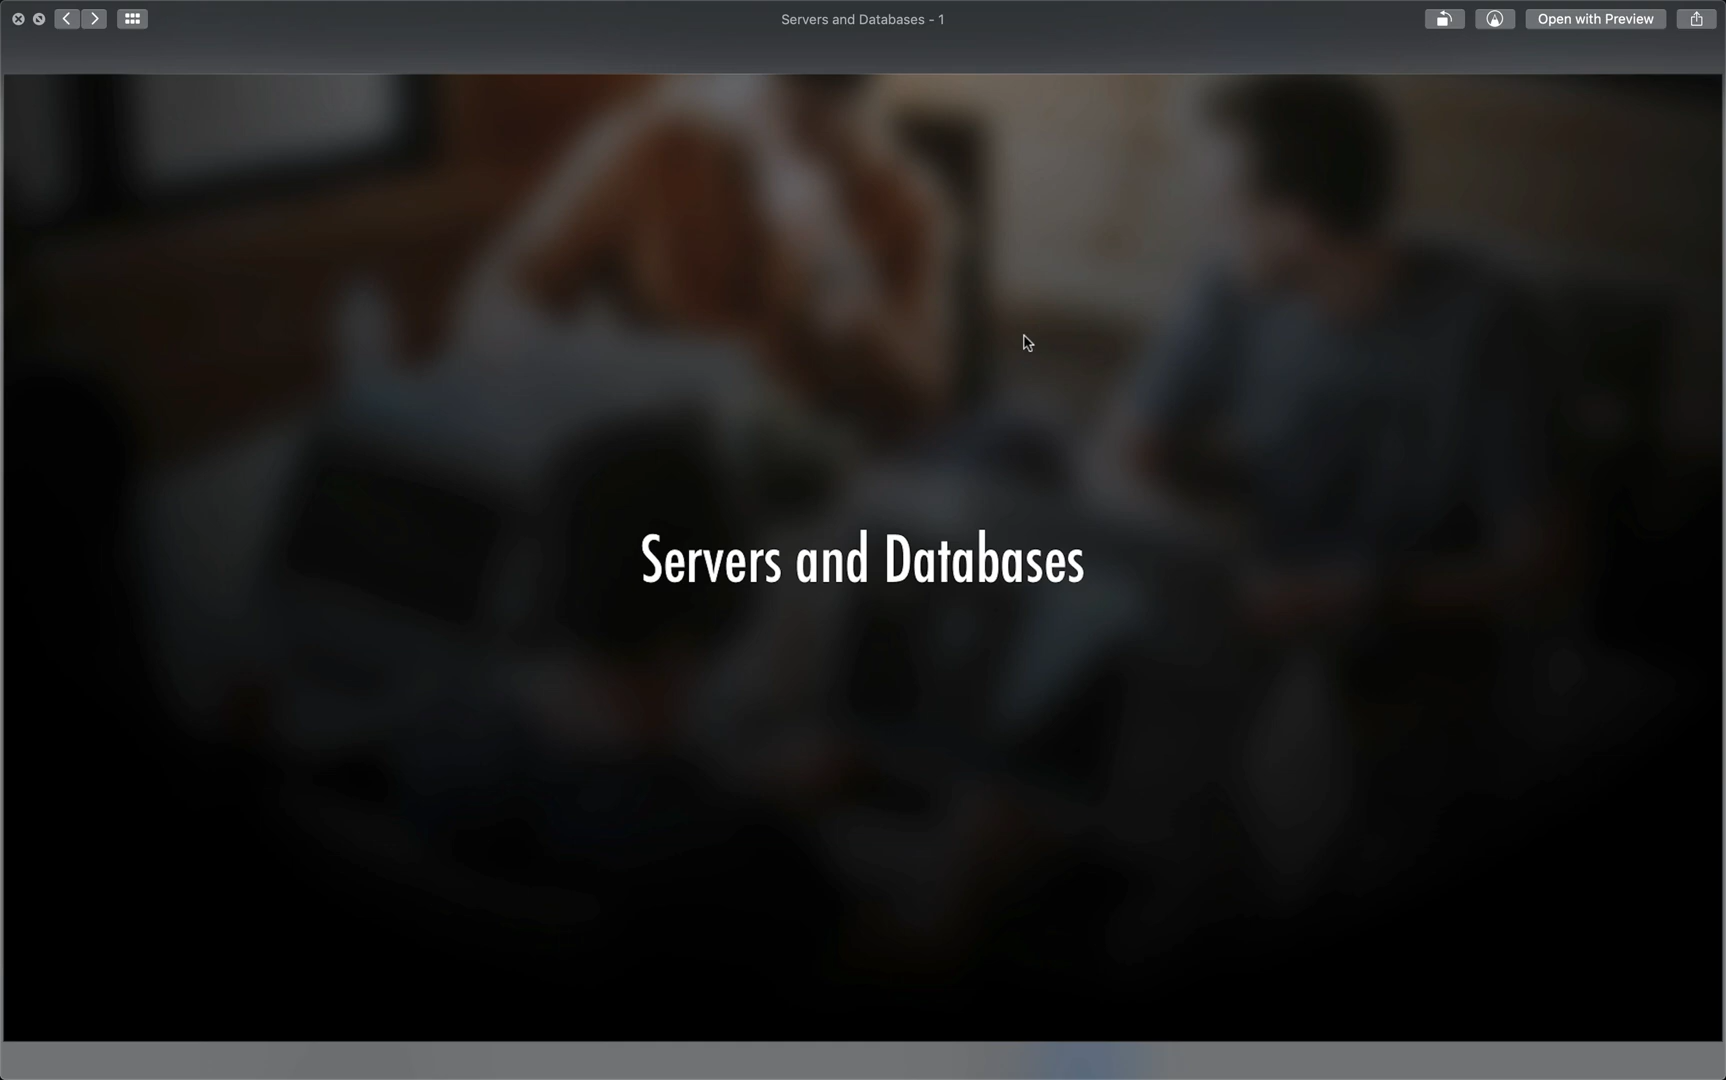 Servers and Databases - 1
Open with Preview
Servers and Databases